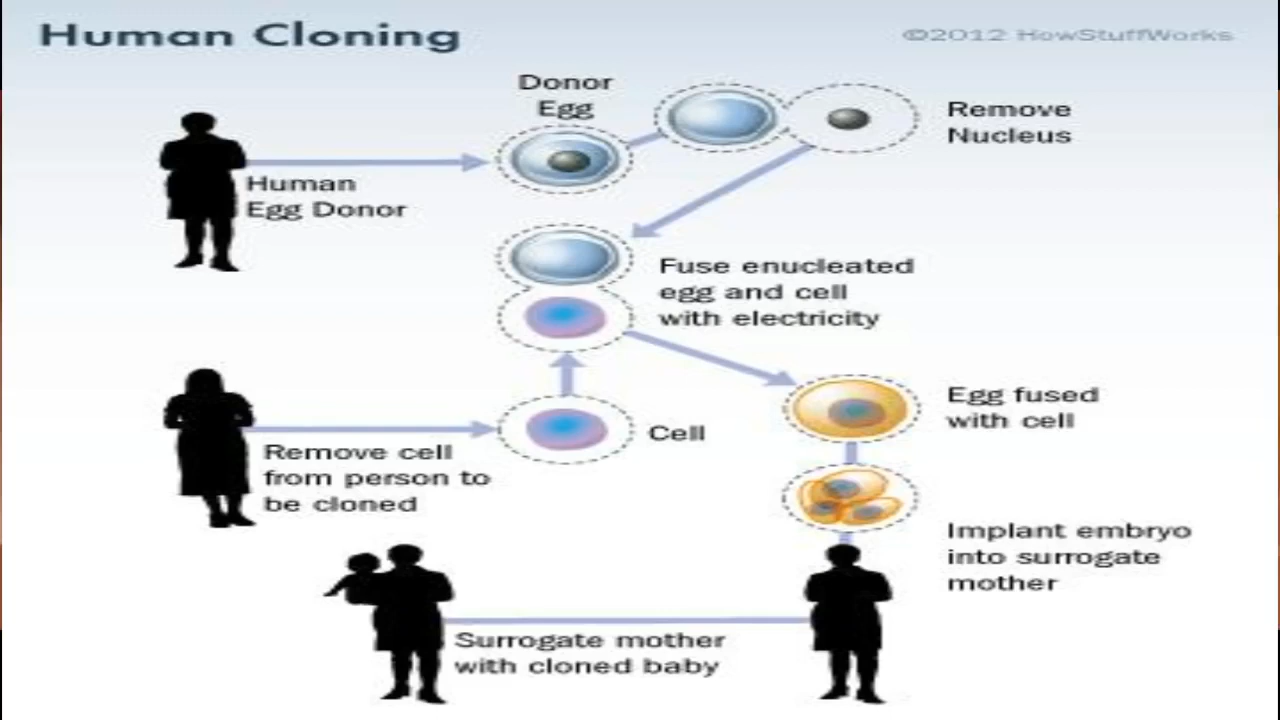 Human Cloning
©2012 HowStuffWorks
Donor
Egg
Remove
Nucleus
Human
Egg Donor
Fuse enucleated
egg and cell
with electricity
Egg fused
with cell
Cell
Remove cell
from person to
be cloned
Implant embryo
into surrogate
mother
Surrogate mother
with cloned baby